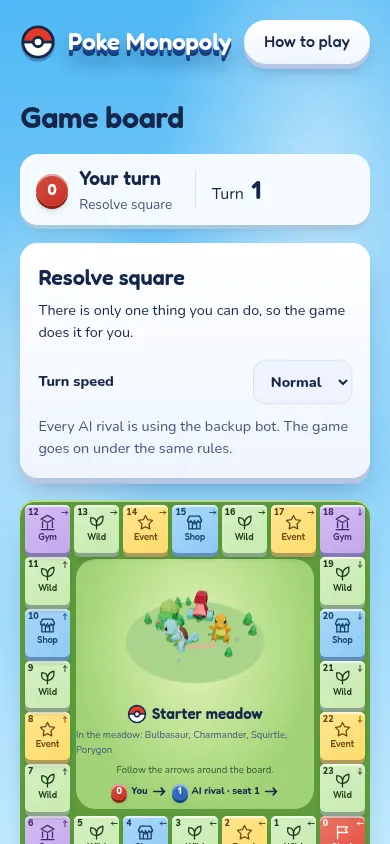 Poke Monopoly
How to play
Game board
0
Your turn
Resolve square
Turn 1
Resolve square
There is only one thing you can do, so the game
does it for you.
Turn speed
Normal
Every AI rival is using the backup bot. The game
goes on under the same rules.
12 → Gym
13 → Wild
14 → Event
15 → Shop
16 → Wild
17 → Event
18 ↓ Gym
11 ↑ Wild
19 ↓ Wild
10 ↑ Shop
20 ↓ Shop
9 ↑ Wild
21 ↓ Wild
8 ↑ Event
22 ↓ Event
7 ↑ Wild
23 ↓ Wild
Starter meadow
In the meadow: Bulbasaur, Charmander, Squirtle,
Porygon
Follow the arrows around the board.
0 You → 1 AI rival · seat 1 →
6 ↑
5 ←
4 ←
3 ←
2 ←
1 ←
0 ←